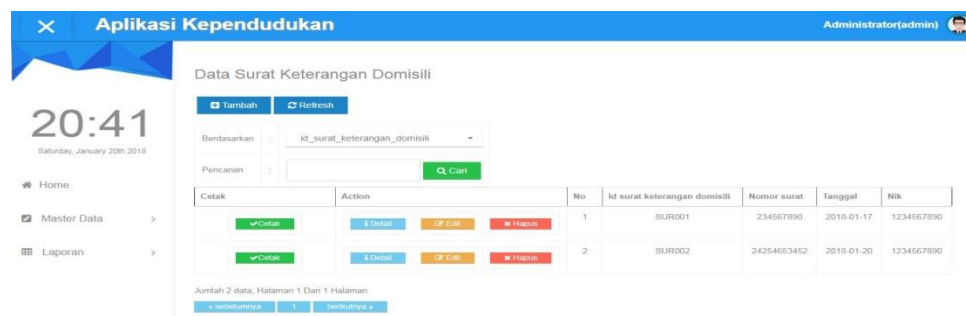 Aplikasi Kependudukan
Administrator(admin)
20:41
Saturday, January 20th 2018
Home
Master Data >
Laporan >
Data Surat Keterangan Domisili
Tambah Refresh
Berdasarkan : id_surat_keterangan_domisili
Pencarian : Cari
Cetak Action No Id surat keterangan domisili Nomor surat Tanggal Nik
Cetak Detail Edit Hapus 1 SUR001 234567890 2018-01-17 1234567890
Cetak Detail Edit Hapus 2 SUR002 24254653452 2018-01-20 1234567890
Jumlah 2 data, Halaman 1 Dari 1 Halaman
« sebelumnya 1 berikutnya »